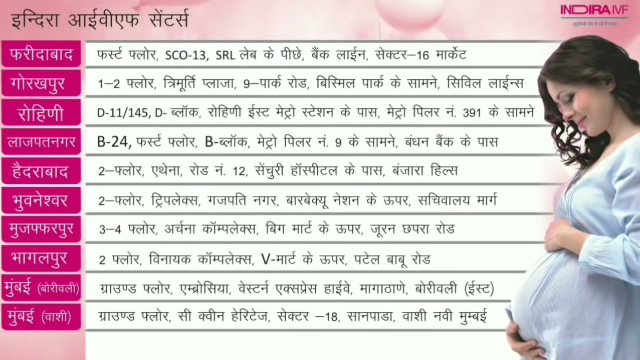 इन्दिरा आईवीएफ सेंटर्स
INDIRA IVF
फरीदाबाद फर्स्ट फ्लोर, SCO-13, SRL लेब के पीछे, बैंक लाईन, सेक्टर–16 मार्केट
गोरखपुर 1–2 फ्लोर, त्रिमूर्ति प्लाजा, 9–पार्क रोड, बिस्मिल पार्क के सामने, सिविल लाईन्स
रोहिणी D-11/145, D- ब्लॉक, रोहिणी ईस्ट मेट्रो स्टेशन के पास, मेट्रो पिलर नं. 391 के सामने
लाजपतनगर B-24, फर्स्ट फ्लोर, B-ब्लॉक, मेट्रो पिलर नं. 9 के सामने, बंधन बैंक के पास
हैदराबाद 2–फ्लोर, एथेना, रोड नं. 12, सेंचुरी हॉस्पीटल के पास, बंजारा हिल्स
भुवनेश्वर 2–फ्लोर, ट्रिपलेक्स, गजपति नगर, बारबेक्यू नेशन के ऊपर, सचिवालय मार्ग
मुजफ्फरपुर 3–4 फ्लोर, अर्चना कॉम्पलेक्स, बिग मार्ट के ऊपर, जूरन छपरा रोड
भागलपुर 2 फ्लोर, विनायक कॉम्पलेक्स, V-मार्ट के ऊपर, पटेल बाबू रोड
मुंबई (बोरीवली) ग्राउण्ड फ्लोर, एम्ब्रोसिया, वेस्टर्न एक्सप्रेस हाईवे, मागाठाणे, बोरीवली (ईस्ट)
मुंबई (वाशी) ग्राउण्ड फ्लोर, सी क्वीन हेरिटेज, सेक्टर –18, सानपाडा, वाशी नवी मुम्बई